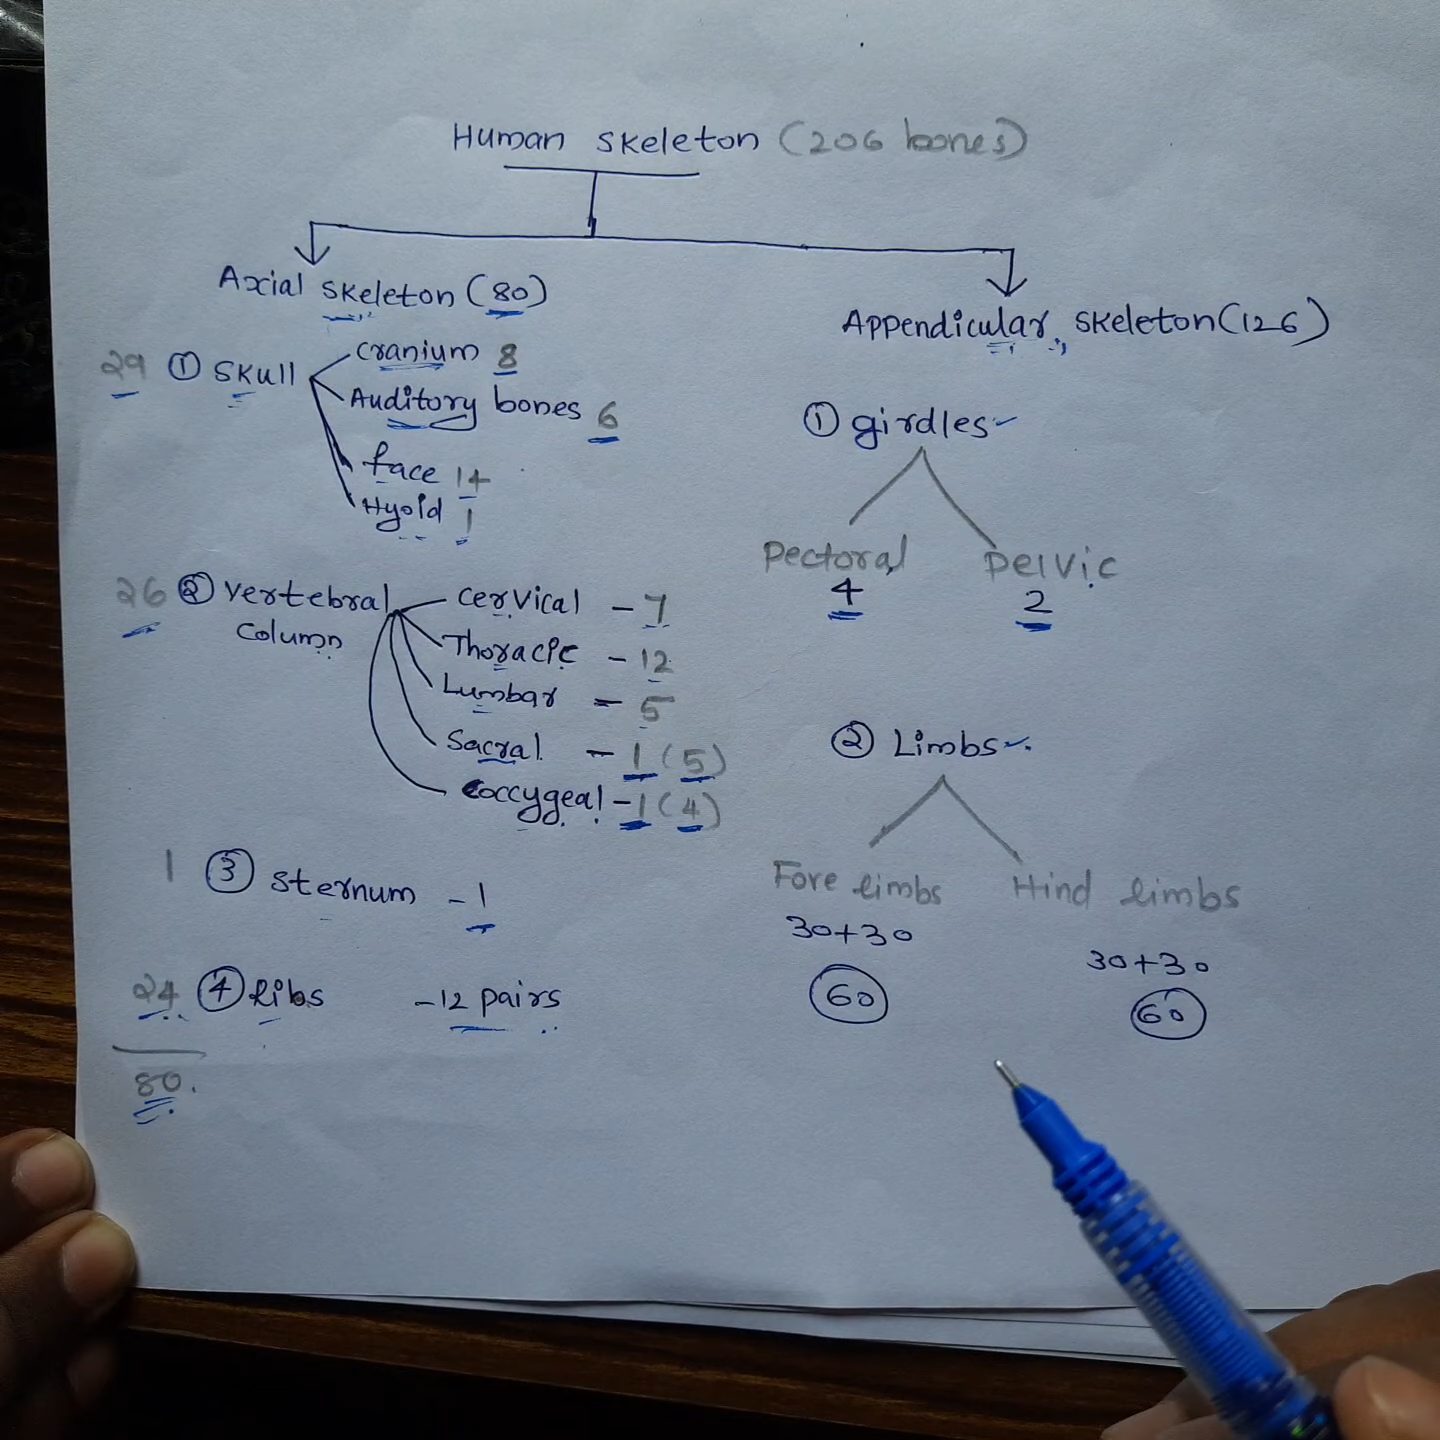 Human skeleton (206 bones)
Axial skeleton (80)
29 ① Skull
cranium 8
Auditory bones 6
face 14
Hyoid 1
26 ② Vertebral column
cervical - 7
Thoracic - 12
Lumbar - 5
Sacral - 1 (5)
coccygeal - 1 (4)
1 ③ sternum - 1
24 ④ Ribs - 12 pairs
80.
Appendicular skeleton (126)
① girdles
Pectoral
4
Pelvic
2
② Limbs
Fore limbs
30+30
60
Hind limbs
30+30
60